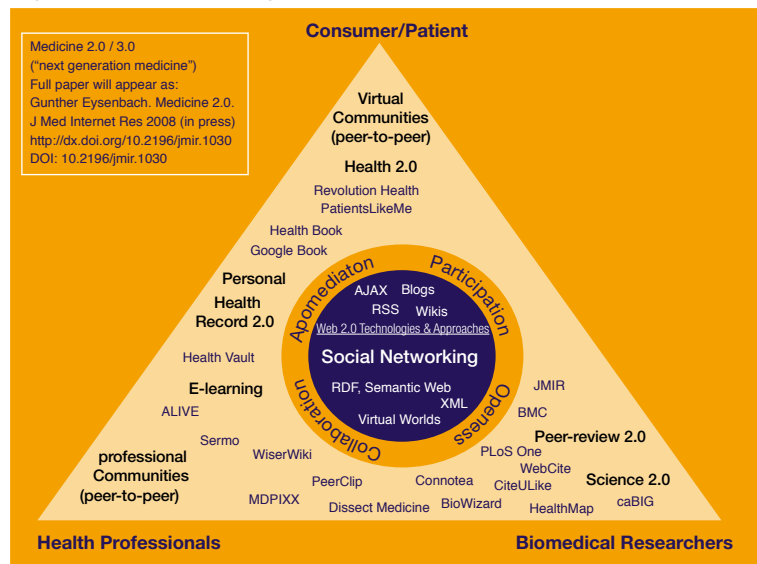 Consumer/Patient
Medicine 2.0 / 3.0
(“next generation medicine”)
Full paper will appear as:
Gunther Eysenbach. Medicine 2.0.
J Med Internet Res 2008 (in press)
http://dx.doi.org/10.2196/jmir.1030
DOI: 10.2196/jmir.1030
Virtual
Communities
(peer-to-peer)
Health 2.0
Revolution Health
PatientsLikeMe
Health Book
Google Book
Personal
Health
Record 2.0
Health Vault
E-learning
ALIVE
Sermo
professional
Communities
(peer-to-peer)
WiserWiki
MDPIXX
PeerClip
Dissect Medicine
Connotea
BioWizard
Apomediaton
Participation
Collaboration
Openess
AJAX
Blogs
RSS
Wikis
Web 2.0 Technologies & Approaches
Social Networking
RDF, Semantic Web
XML
Virtual Worlds
JMIR
BMC
Peer-review 2.0
PLoS One
WebCite
CiteULike
Science 2.0
HealthMap
caBIG
Health Professionals
Biomedical Researchers